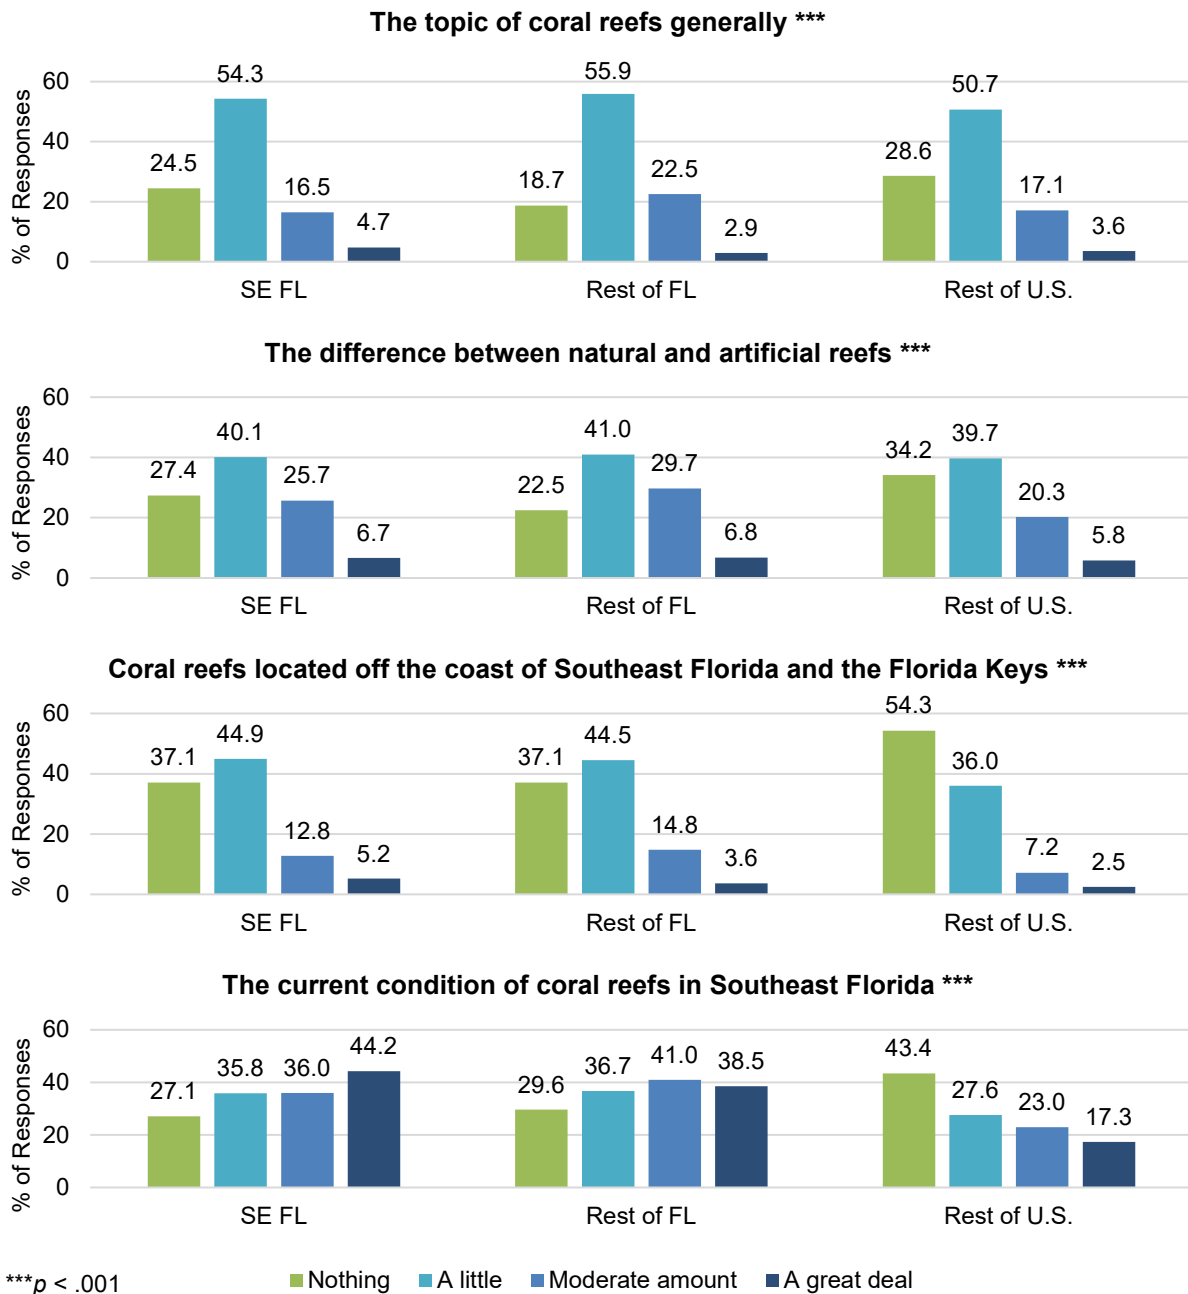 The topic of coral reefs generally ***
% of Responses
60
40
20
0
24.5 54.3 16.5 4.7
18.7 55.9 22.5 2.9
28.6 50.7 17.1 3.6
SE FL Rest of FL Rest of U.S.
The difference between natural and artificial reefs ***
% of Responses
60
40
20
0
27.4 40.1 25.7 6.7
22.5 41.0 29.7 6.8
34.2 39.7 20.3 5.8
SE FL Rest of FL Rest of U.S.
Coral reefs located off the coast of Southeast Florida and the Florida Keys ***
% of Responses
60
40
20
0
37.1 44.9 12.8 5.2
37.1 44.5 14.8 3.6
54.3 36.0 7.2 2.5
SE FL Rest of FL Rest of U.S.
The current condition of coral reefs in Southeast Florida ***
% of Responses
60
40
20
0
27.1 35.8 36.0 44.2
29.6 36.7 41.0 38.5
43.4 27.6 23.0 17.3
SE FL Rest of FL Rest of U.S.
***p < .001
Nothing A little Moderate amount A great deal